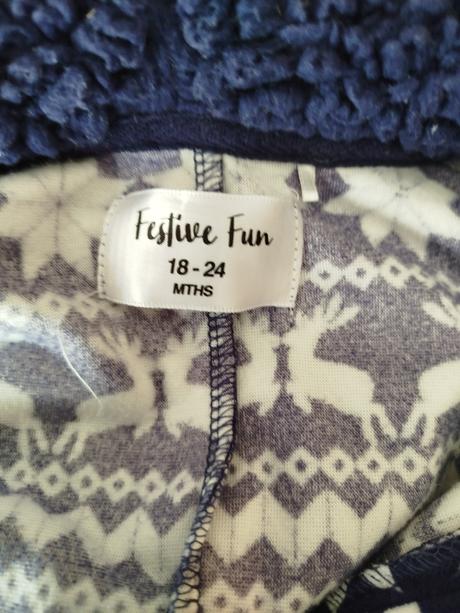 Festive Fun
18 - 24
MTHS